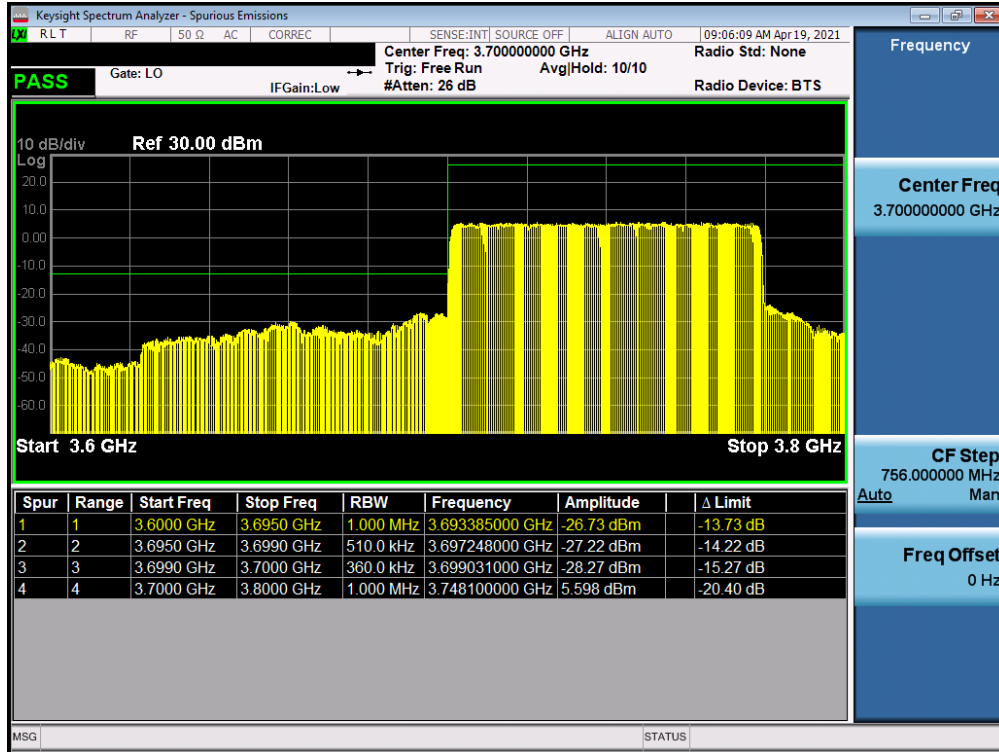 Keysight Spectrum Analyzer - Spurious Emissions
LXI RLT RF 50 Ω AC CORREC SENSE:INT SOURCE OFF ALIGN AUTO 09:06:09 AM Apr 19, 2021
Center Freq: 3.700000000 GHz Radio Std: None
Gate: LO Trig: Free Run Avg|Hold: 10/10
PASS IFGain:Low #Atten: 26 dB Radio Device: BTS
Frequency
10 dB/div Ref 30.00 dBm
Log
20.0
10.0
0.00
-10.0
-20.0
-30.0
-40.0
-50.0
-60.0
Start 3.6 GHz Stop 3.8 GHz
Spur Range Start Freq Stop Freq RBW Frequency Amplitude Δ Limit
1 1 3.6000 GHz 3.6950 GHz 1.000 MHz 3.693385000 GHz -26.73 dBm -13.73 dB
2 2 3.6950 GHz 3.6990 GHz 510.0 kHz 3.697248000 GHz -27.22 dBm -14.22 dB
3 3 3.6990 GHz 3.7000 GHz 360.0 kHz 3.699031000 GHz -28.27 dBm -15.27 dB
4 4 3.7000 GHz 3.8000 GHz 1.000 MHz 3.748100000 GHz 5.598 dBm -20.40 dB
Center Freq
3.700000000 GHz
CF Step
756.000000 MHz
Auto Man
Freq Offset
0 Hz
MSG STATUS